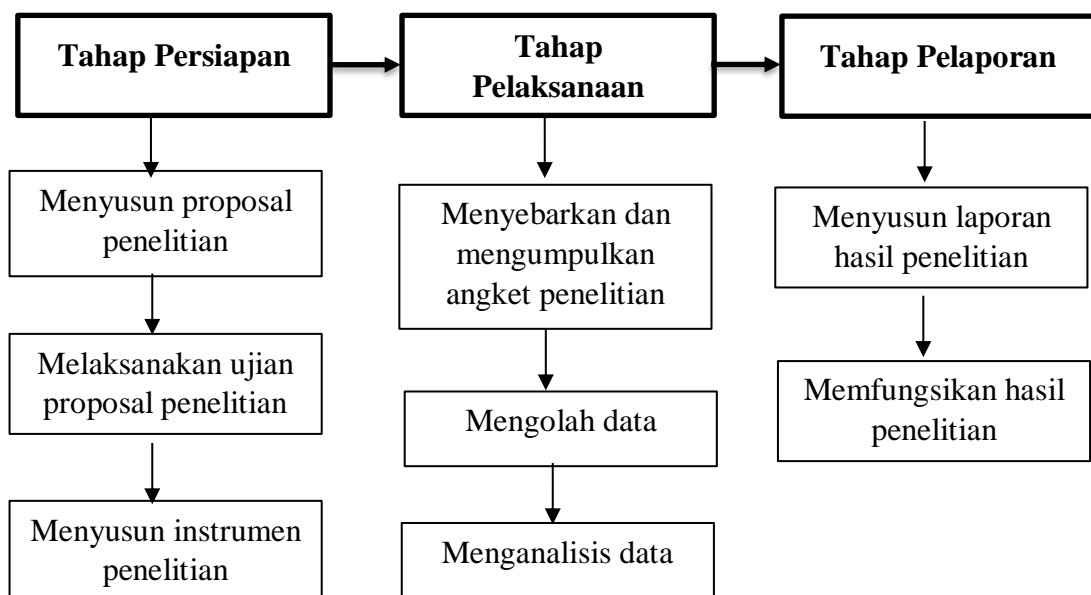 Tahap Persiapan
Tahap
Pelaksanaan
Tahap Pelaporan
Menyusun proposal
penelitian
Melaksanakan ujian
proposal penelitian
Menyusun instrumen
penelitian
Menyebarkan dan
mengumpulkan
angket penelitian
Mengolah data
Menganalisis data
Menyusun laporan
hasil penelitian
Memfungsikan hasil
penelitian